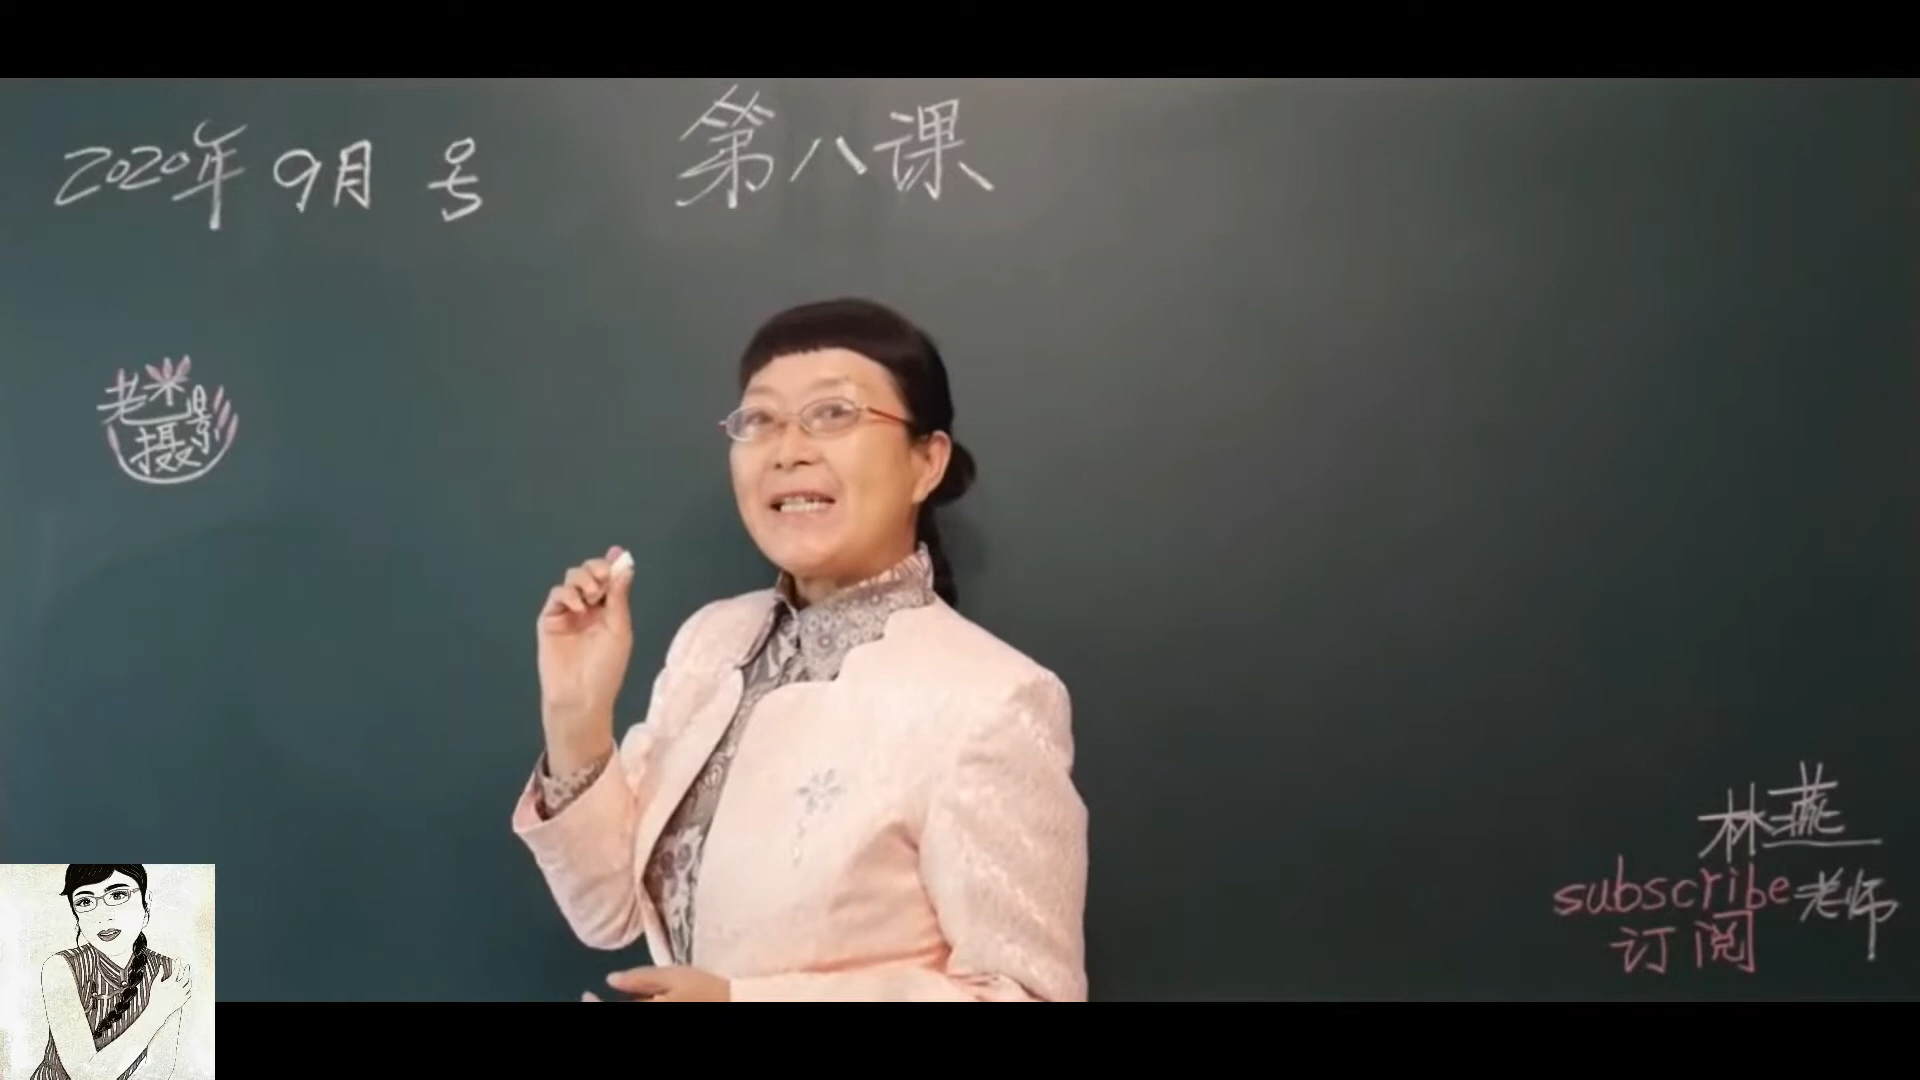 2020年 9月 号
第八课
老米
摄影
林燕
subscribe老师
订阅